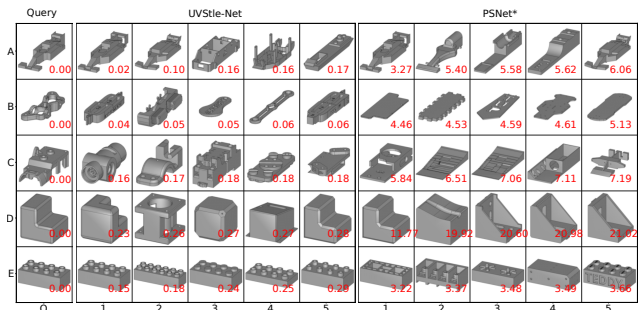 Query UVStle-Net PSNet*
A 0.00 0.02 0.10 0.16 0.16 0.17 3.27 5.40 5.58 5.62 6.06
B 0.00 0.04 0.05 0.05 0.06 0.06 4.46 4.53 4.59 4.61 5.13
C 0.00 0.16 0.17 0.18 0.18 0.18 5.84 6.51 7.06 7.11 7.19
D 0.00 0.23 0.26 0.27 0.27 0.28 11.77 19.92 20.60 20.98 21.02
E 0.00 0.15 0.18 0.24 0.25 0.29 3.22 3.37 3.48 3.49 3.66
TEDDY
Q 1 2 3 4 5 1 2 3 4 5